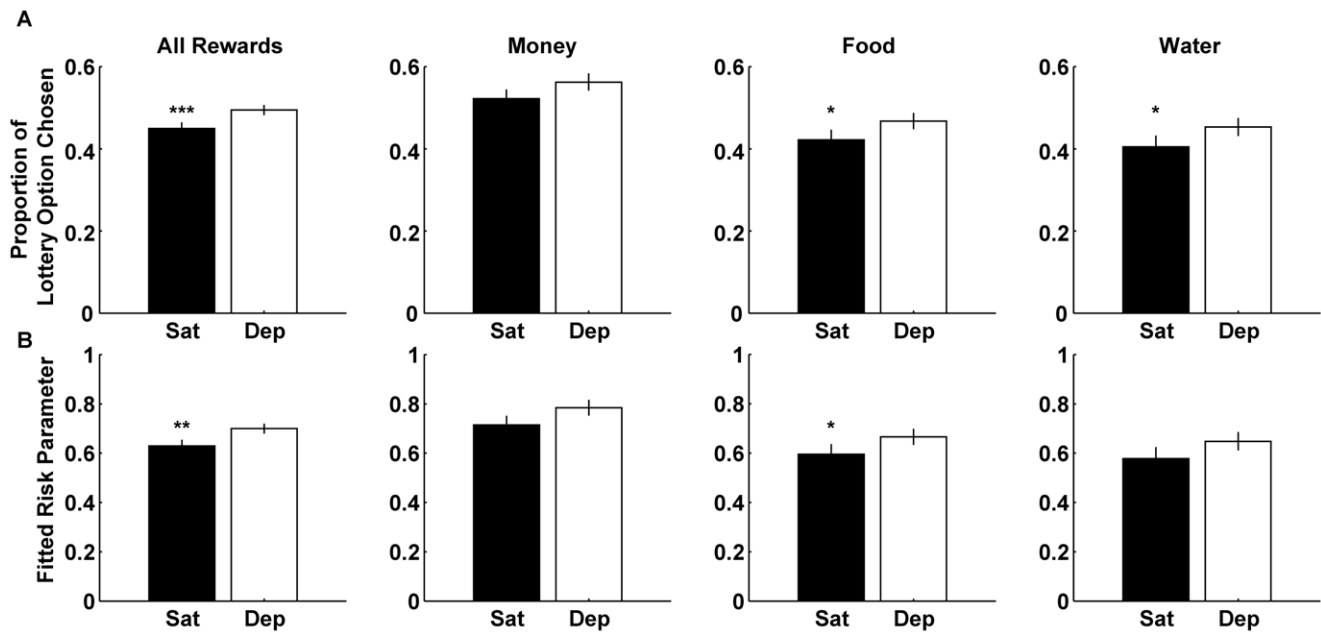 A
All Rewards
Money
Food
Water
Proportion of
Lottery Option Chosen
0.6
0.4
0.2
0
***
Sat Dep
0.6
0.4
0.2
0
Sat Dep
0.6
0.4
0.2
0
*
Sat Dep
0.6
0.4
0.2
0
*
Sat Dep
B
Fitted Risk Parameter
1
0.8
0.6
0.4
0.2
0
**
Sat Dep
1
0.8
0.6
0.4
0.2
0
Sat Dep
1
0.8
0.6
0.4
0.2
0
*
Sat Dep
1
0.8
0.6
0.4
0.2
0
Sat Dep